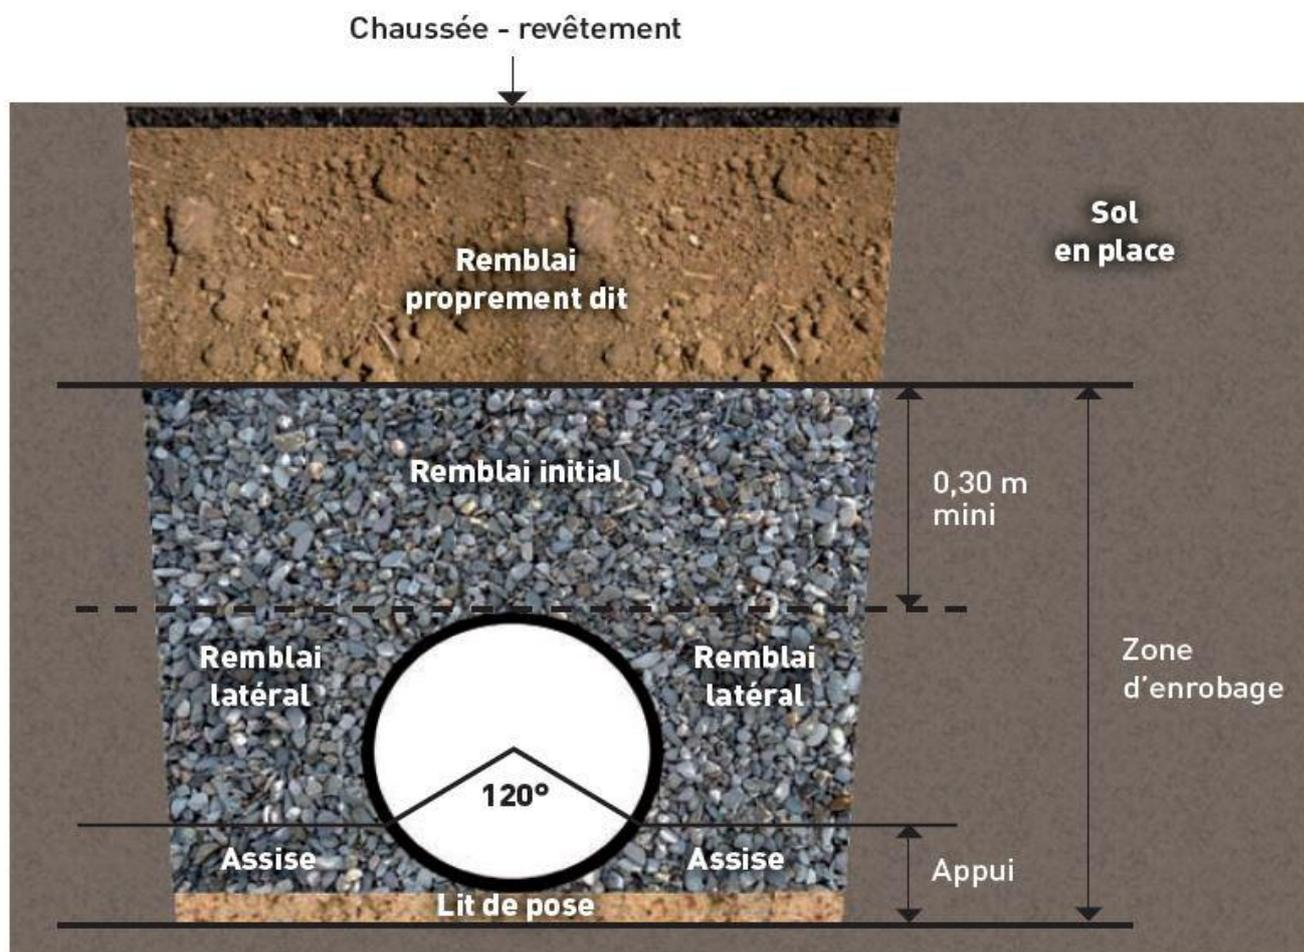 Chaussée - revêtement
Sol
en place
Remblai
proprement dit
Remblai initial
0,30 m
mini
Remblai
latéral
Remblai
latéral
Zone
d'enrobage
120°
Assise
Assise
Appui
Lit de pose